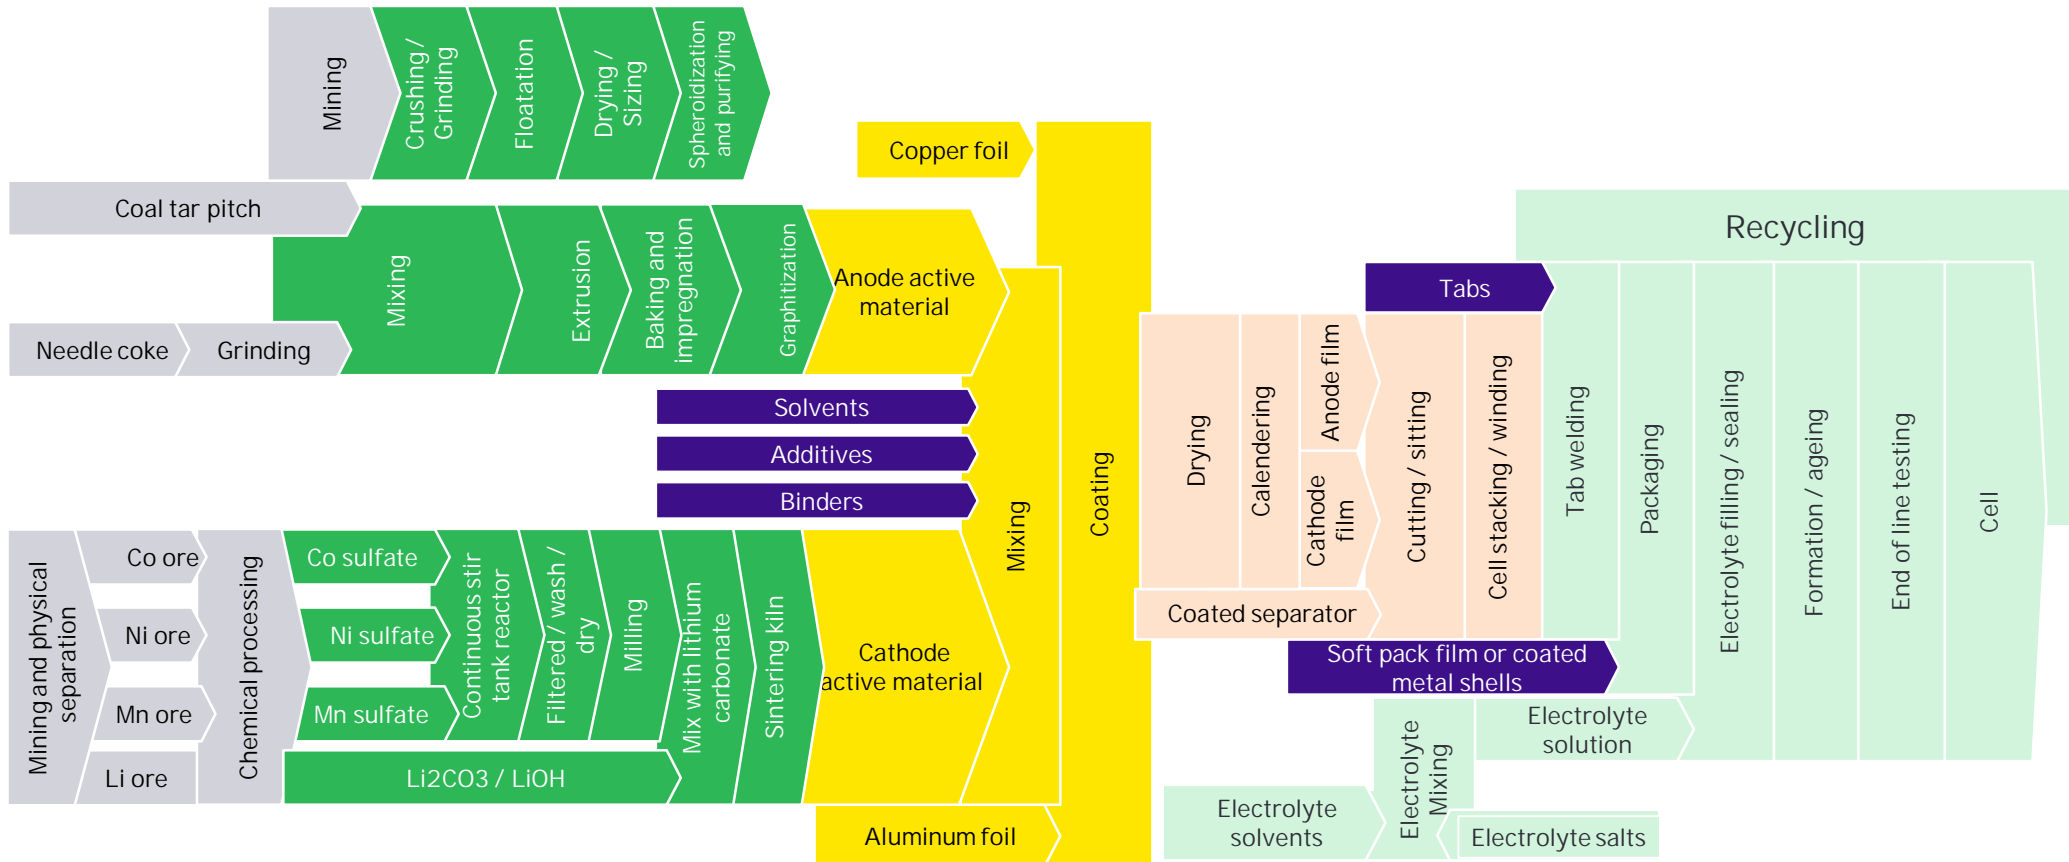 Mining
Crushing /
Grinding
Floatation
Drying /
Sizing
Spheroidization
and purifying
Copper foil
Coal tar pitch
Needle coke
Grinding
Mixing
Extrusion
Baking and
impregnation
Graphitization
Anode active
material
Solvents
Additives
Binders
Mining and physical
separation
Co ore
Ni ore
Mn ore
Li ore
Chemical processing
Co sulfate
Ni sulfate
Mn sulfate
Li2CO3 / LiOH
Continuous stir
tank reactor
Filtered / wash /
dry
Milling
Mix with lithium
carbonate
Sintering kiln
Cathode
active material
Mixing
Coating
Aluminum foil
Drying
Calendering
Anode film
Cathode
film
Coated separator
Tabs
Cutting / sitting
Cell stacking / winding
Soft pack film or coated
metal shells
Recycling
Tab welding
Packaging
Electrolyte filling / sealing
Formation / ageing
End of line testing
Cell
Electrolyte
solution
Electrolyte
Mixing
Electrolyte
solvents
Electrolyte salts